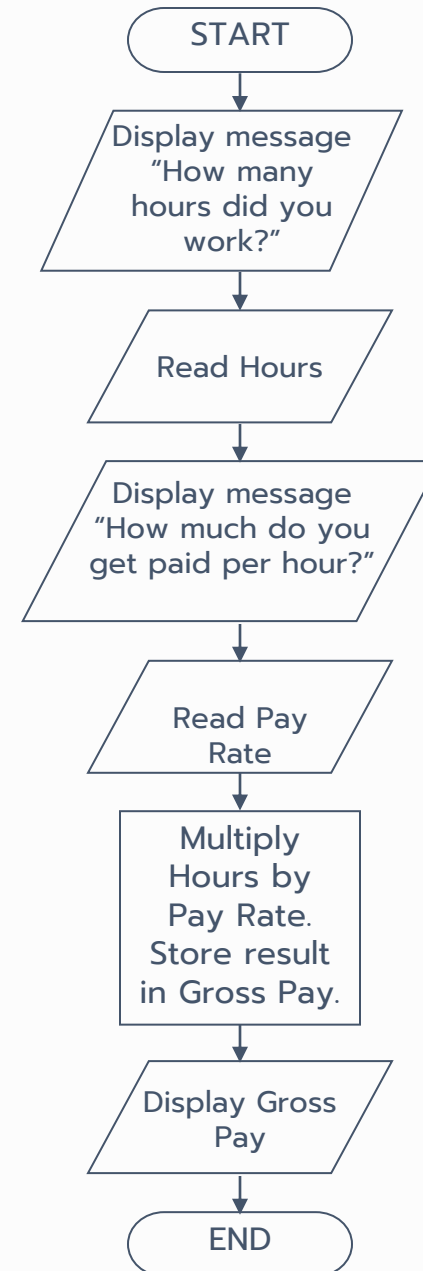 START
Display message
“How many
hours did you
work?”
Read Hours
Display message
“How much do you
get paid per hour?”
Read Pay
Rate
Multiply
Hours by
Pay Rate.
Store result
in Gross Pay.
Display Gross
Pay
END